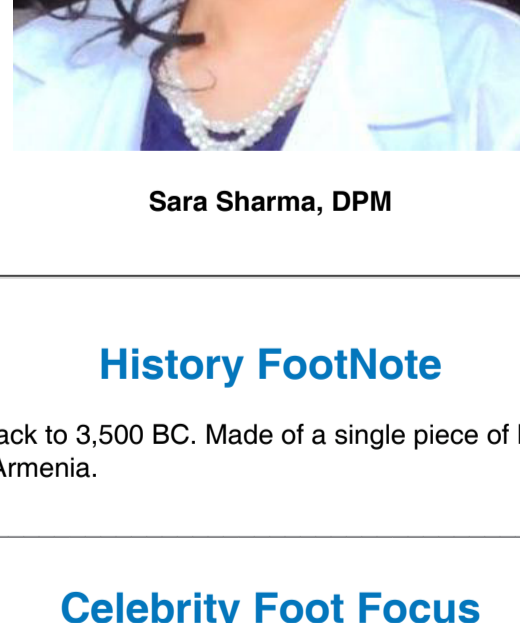 Sara Sharma, DPM
History FootNote
ack to 3,500 BC. Made of a single piece of
Armenia.
Celebrity Foot Focus